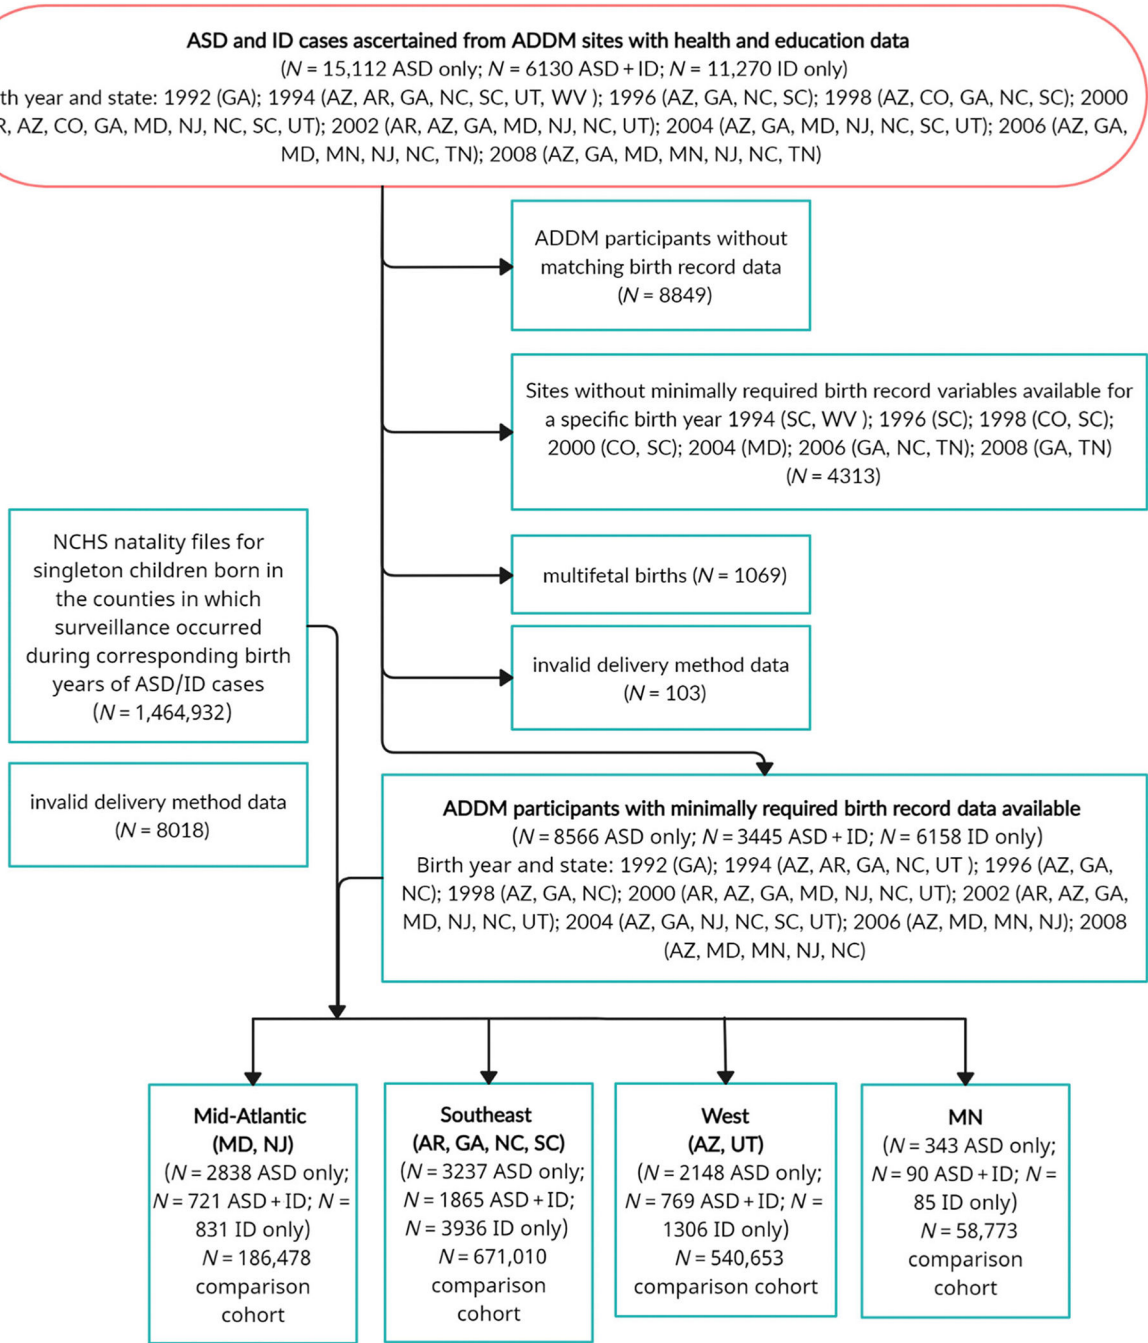 ASD and ID cases ascertained from ADDM sites with health and education data
(N = 15,112 ASD only; N = 6130 ASD + ID; N = 11,270 ID only)
year and state: 1992 (GA); 1994 (AZ, AR, GA, NC, SC, UT, WV ); 1996 (AZ, GA, NC, SC); 1998 (AZ, CO, GA, NC, SC); 2000
AZ, CO, GA, MD, NJ, NC, SC, UT); 2002 (AR, AZ, GA, MD, NJ, NC, UT); 2004 (AZ, GA, MD, NJ, NC, SC, UT); 2006 (AZ, GA,
MD, MN, NJ, NC, TN); 2008 (AZ, GA, MD, MN, NJ, NC, TN)
ADDM participants without
matching birth record data
(N = 8849)
Sites without minimally required birth record variables available for
a specific birth year 1994 (SC, WV ); 1996 (SC); 1998 (CO, SC);
2000 (CO, SC); 2004 (MD); 2006 (GA, NC, TN); 2008 (GA, TN)
(N = 4313)
NCHS natality files for
singleton children born in
the counties in which
surveillance occurred
during corresponding birth
years of ASD/ID cases
(N = 1,464,932)
multifetal births (N = 1069)
invalid delivery method data
(N = 103)
invalid delivery method data
(N = 8018)
ADDM participants with minimally required birth record data available
(N = 8566 ASD only; N = 3445 ASD + ID; N = 6158 ID only)
Birth year and state: 1992 (GA); 1994 (AZ, AR, GA, NC, UT ); 1996 (AZ, GA,
NC); 1998 (AZ, GA, NC); 2000 (AR, AZ, GA, MD, NJ, NC, UT); 2002 (AR, AZ, GA,
MD, NJ, NC, UT); 2004 (AZ, GA, NJ, NC, SC, UT); 2006 (AZ, MD, MN, NJ); 2008
(AZ, MD, MN, NJ, NC)
Mid-Atlantic
(MD, NJ)
(N = 2838 ASD only;
N = 721 ASD + ID; N =
831 ID only)
N = 186,478
comparison
cohort
Southeast
(AR, GA, NC, SC)
(N = 3237 ASD only;
N = 1865 ASD + ID;
N = 3936 ID only)
N = 671,010
comparison
cohort
West
(AZ, UT)
(N = 2148 ASD only;
N = 769 ASD + ID; N =
1306 ID only)
N = 540,653
comparison cohort
MN
(N = 343 ASD only;
N = 90 ASD + ID; N =
85 ID only)
N = 58,773
comparison
cohort